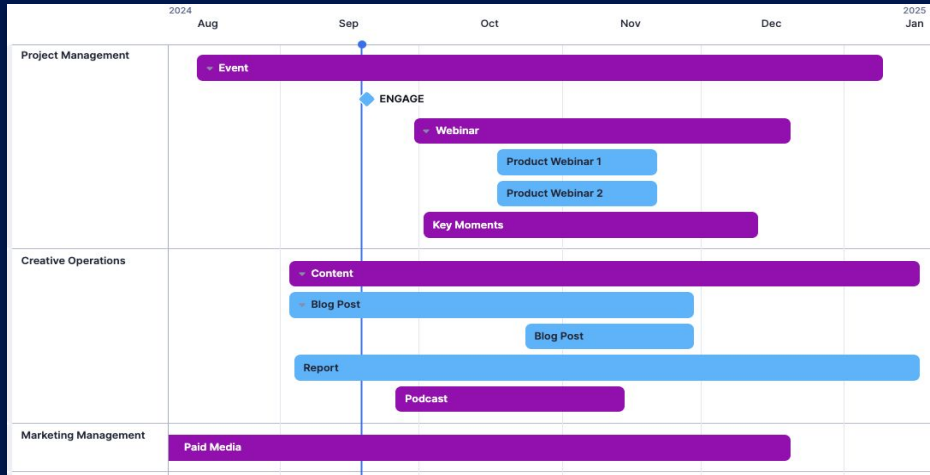 2024 2025
Aug Sep Oct Nov Dec Jan
Project Management
Event
ENGAGE
Webinar
Product Webinar 1
Product Webinar 2
Key Moments
Creative Operations
Content
Blog Post
Blog Post
Report
Podcast
Marketing Management
Paid Media